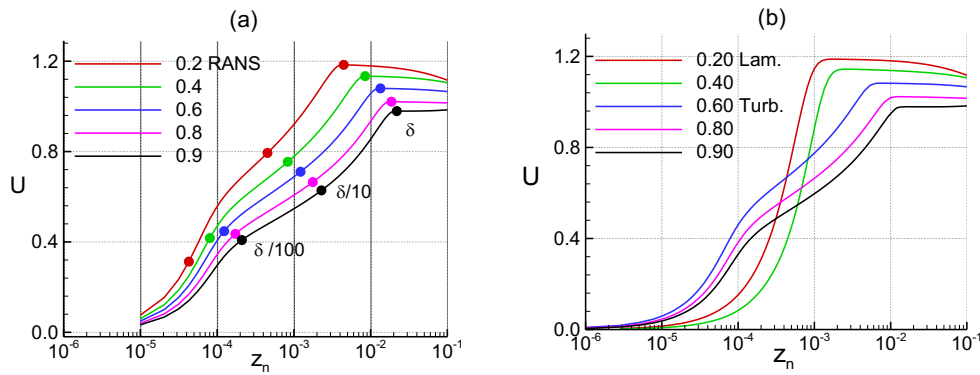 (a)
1.2
0.8
0.4
0.0
U
0.2 RANS
0.4
0.6
0.8
0.9
δ
δ/10
δ /100
10⁻⁶ 10⁻⁵ 10⁻⁴ 10⁻³ 10⁻² 10⁻¹
zₙ
(b)
1.2
0.8
0.4
0.0
U
0.20 Lam.
0.40
0.60 Turb.
0.80
0.90
10⁻⁶ 10⁻⁵ 10⁻⁴ 10⁻³ 10⁻² 10⁻¹
zₙ